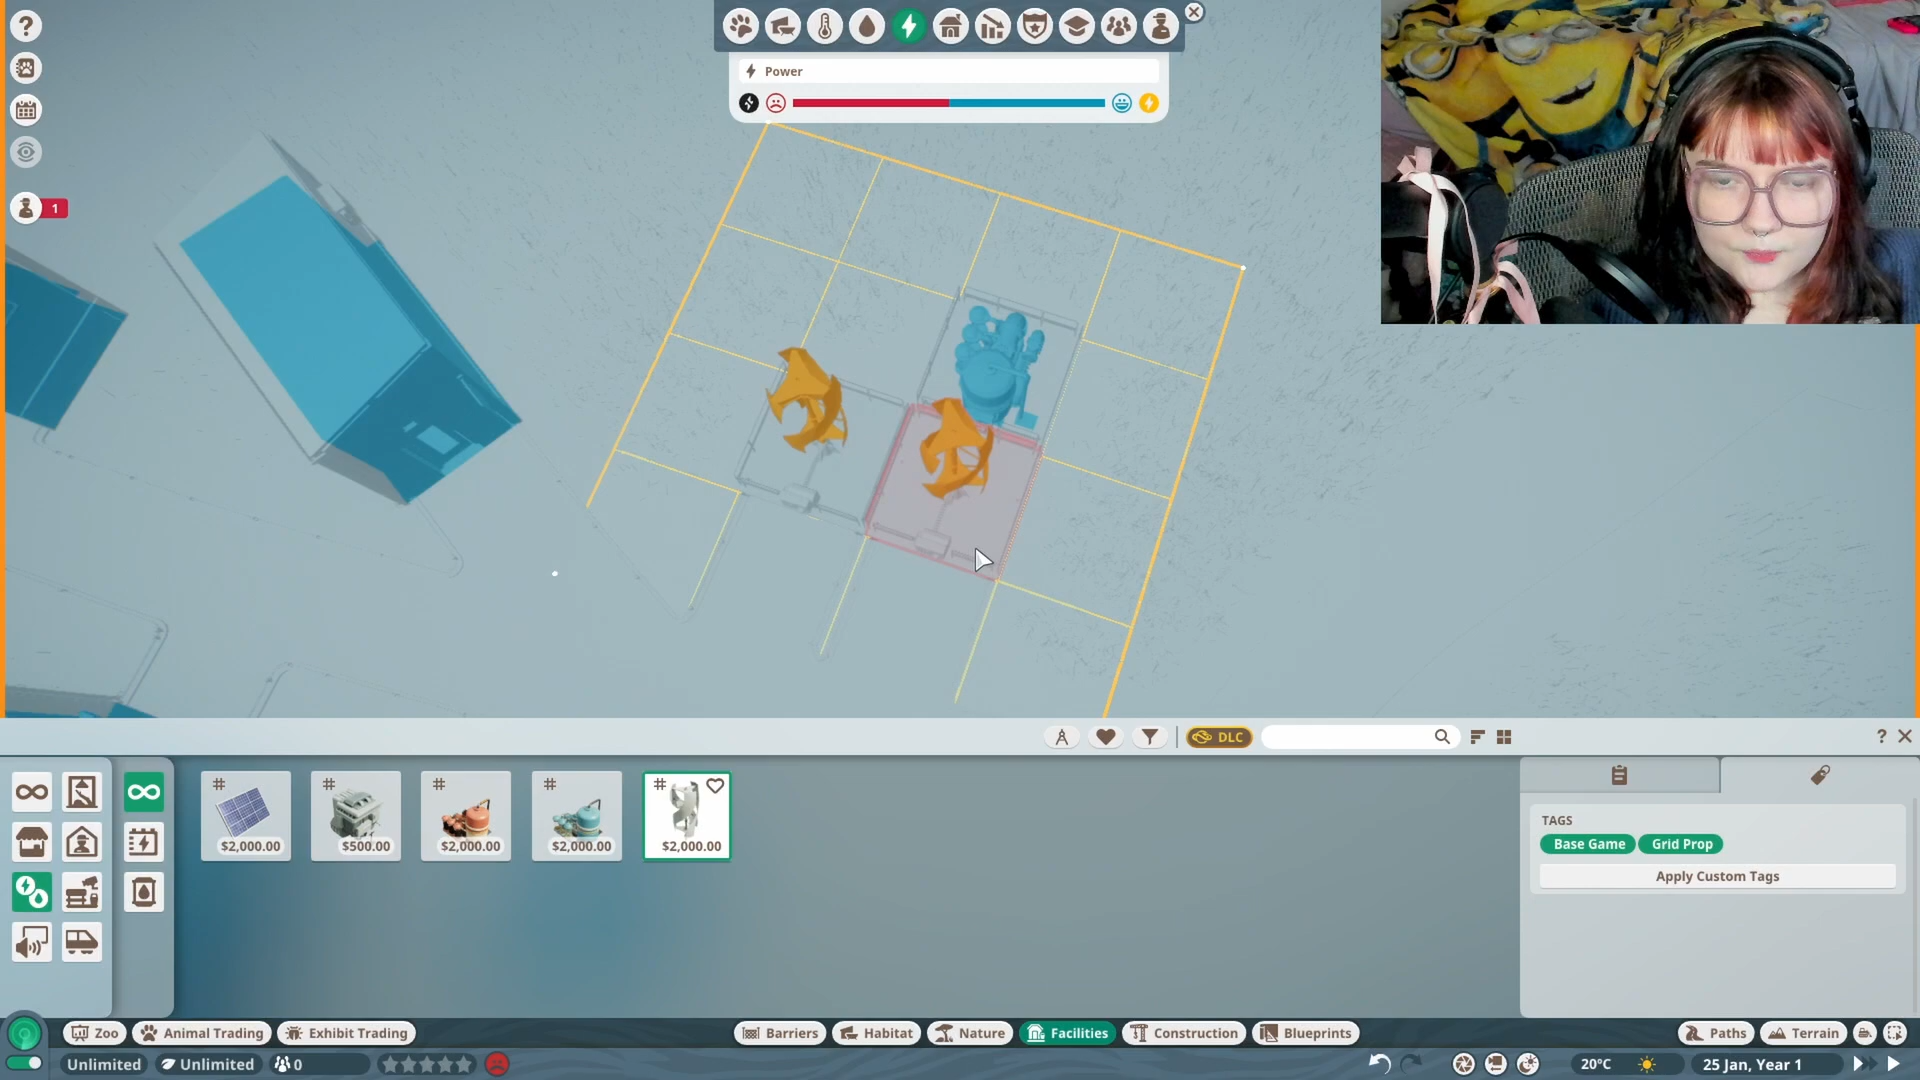 ?
Power
1
DLC
?
$2,000.00
$500.00
$2,000.00
$2,000.00
$2,000.00
TAGS
Base Game
Grid Prop
Apply Custom Tags
Zoo
Animal Trading
Exhibit Trading
Barriers
Habitat
Nature
Facilities
Construction
Blueprints
Paths
Terrain
Unlimited
Unlimited
0
20°C
25 Jan, Year 1